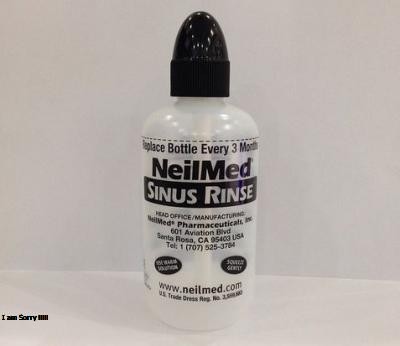 Replace Bottle Every 3 Months
NeilMed®
SINUS RINSE
HEAD OFFICE/MANUFACTURING:
NeilMed® Pharmaceuticals, Inc.
601 Aviation Blvd
Santa Rosa, CA 95403 USA
Tel: 1 (707) 525-3784
USE WARM SOLUTION
SQUEEZE GENTLY
www.neilmed.com
U.S. Trade Dress Reg. No. 3,559,662
I am Sorry !!!!!